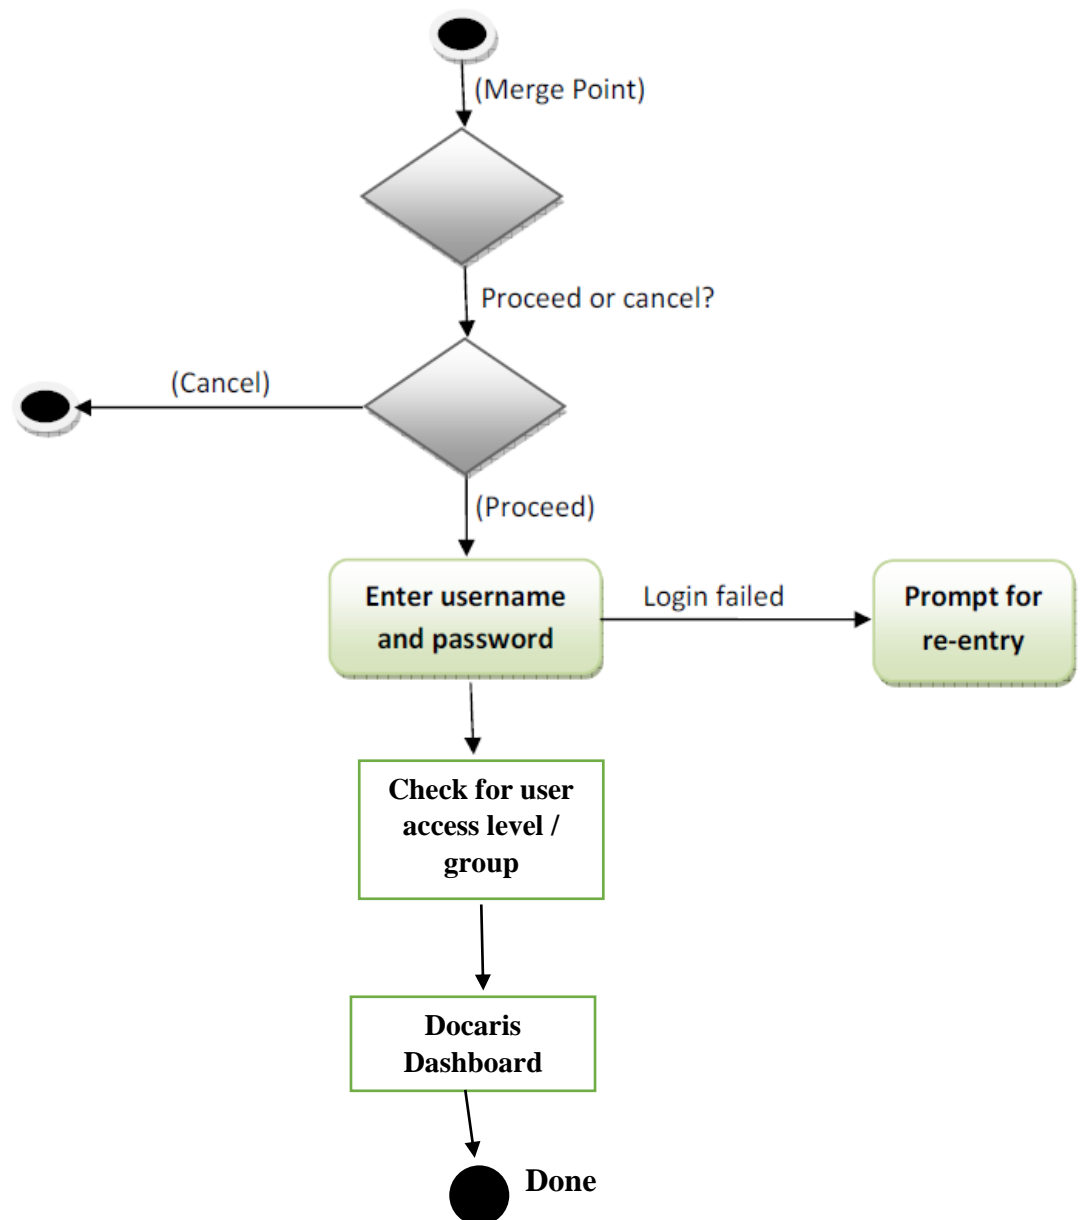 (Merge Point)
Proceed or cancel?
(Cancel)
(Proceed)
Enter username
and password
Login failed
Prompt for
re-entry
Check for user
access level /
group
Docaris
Dashboard
Done